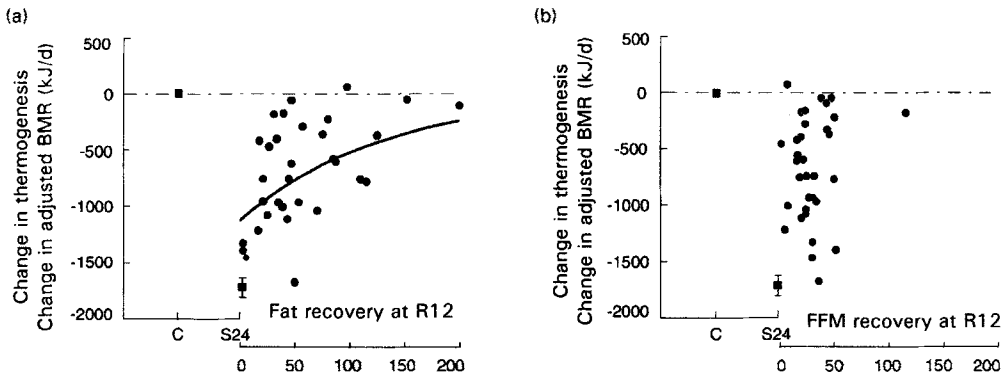 (a)
Change in thermogenesis
Change in adjusted BMR (kJ/d)
500
0
-500
-1000
-1500
-2000
C
S24
Fat recovery at R12
0
50
100
150
200
(b)
Change in thermogenesis
Change in adjusted BMR (kJ/d)
500
0
-500
-1000
-1500
-2000
C
S24
FFM recovery at R12
0
50
100
150
200